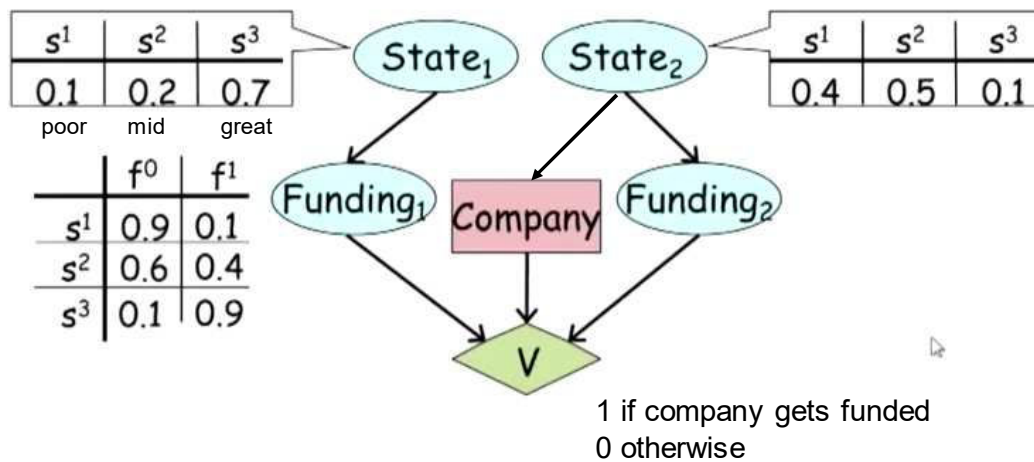 s¹ s² s³
0.1 0.2 0.7
poor mid great
State₁
State₂
s¹ s² s³
0.4 0.5 0.1
f⁰ f¹
s¹ 0.9 0.1
s² 0.6 0.4
s³ 0.1 0.9
Funding₁
Company
Funding₂
V
1 if company gets funded
0 otherwise